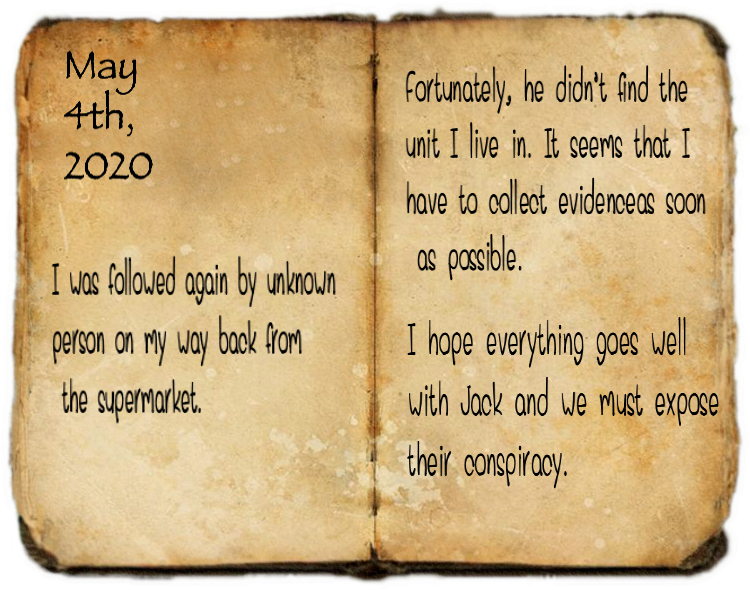 May
4th,
2020
I was followed again by unknown
person on my way back from
the supermarket.
Fortunately, he didn't find the
unit I live in. It seems that I
have to collect evidenceas soon
as possible.
I hope everything goes well
with Jack and we must expose
their conspiracy.